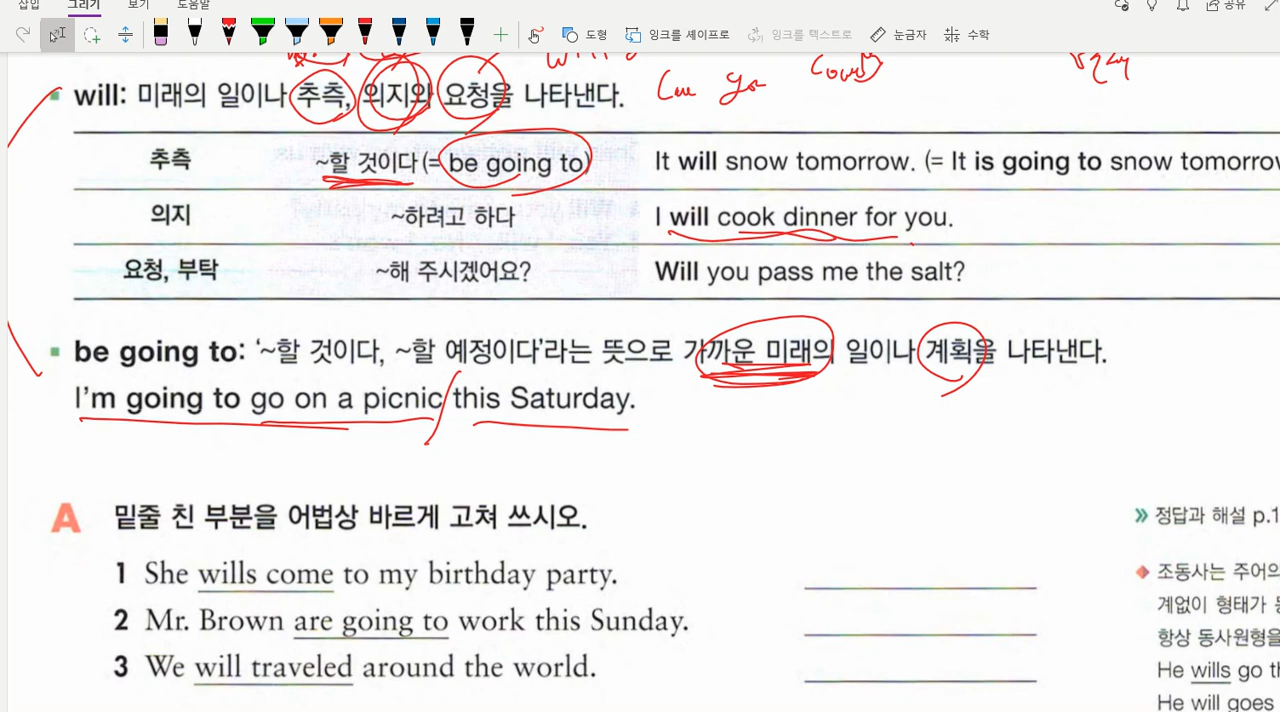 삽입 그리기 보기 도움말 공유
도형 잉크를 셰이프로 잉크를 텍스트로 눈금자 수학
will: 미래의 일이나 추측, 의지와 요청을 나타낸다.
추측 ~할 것이다 (= be going to) It will snow tomorrow. (= It is going to snow tomorrow
의지 ~하려고 하다 I will cook dinner for you.
요청, 부탁 ~해 주시겠어요? Will you pass me the salt?
be going to: ‘~할 것이다, ~할 예정이다’라는 뜻으로 가까운 미래의 일이나 계획을 나타낸다.
I’m going to go on a picnic / this Saturday.
A 밑줄 친 부분을 어법상 바르게 고쳐 쓰시오.
» 정답과 해설 p.1
1 She wills come to my birthday party.
2 Mr. Brown are going to work this Sunday.
3 We will traveled around the world.
조동사는 주어의
계없이 형태가
항상 동사원형을
He wills go
He will goes